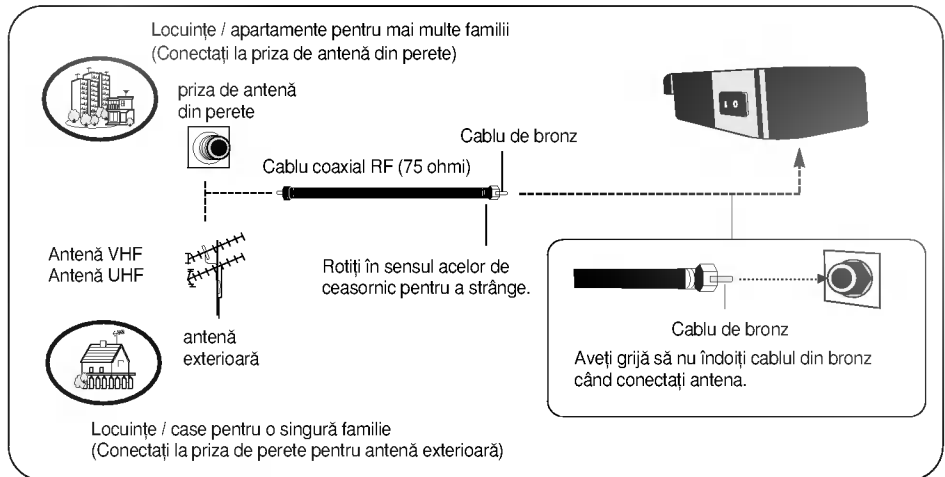 Locuințe / apartamente pentru mai multe familii
(Conectați la priza de antenă din perete)
priza de antenă
din perete
Cablu de bronz
Cablu coaxial RF (75 ohmi)
Antenă VHF
Antenă UHF
Rotiți în sensul acelor de
ceasornic pentru a strânge.
antenă
exterioară
Cablu de bronz
Aveți grijă să nu îndoiți cablul din bronz
când conectați antena.
Locuințe / case pentru o singură familie
(Conectați la priza de perete pentru antenă exterioară)